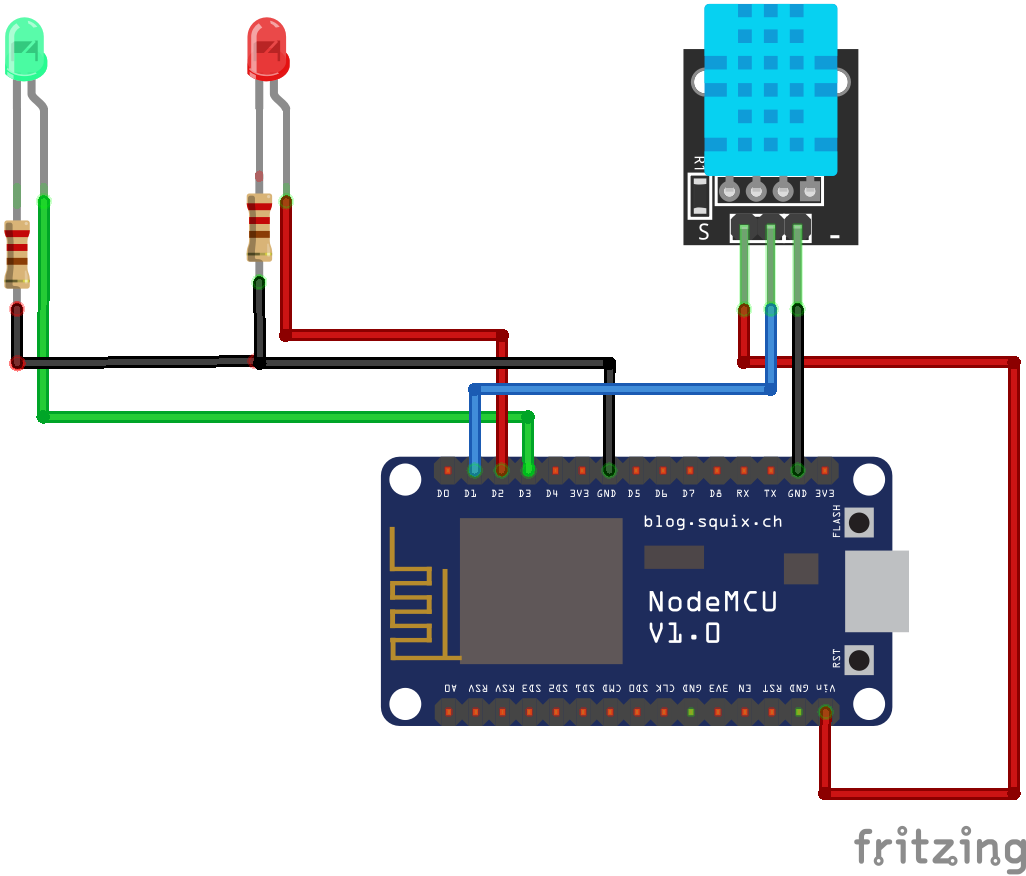 R1
S
-
D0 D1 D2 D3 D4 3V3 GND D5 D6 D7 D8 RX TX GND 3V3
blog.squix.ch
FLASH
NodeMCU
V1.0
RST
A0 RSV RSV SD3 SD2 SD1 CMD SD0 CLK GND 3V3 EN RST GND Vin
fritzing